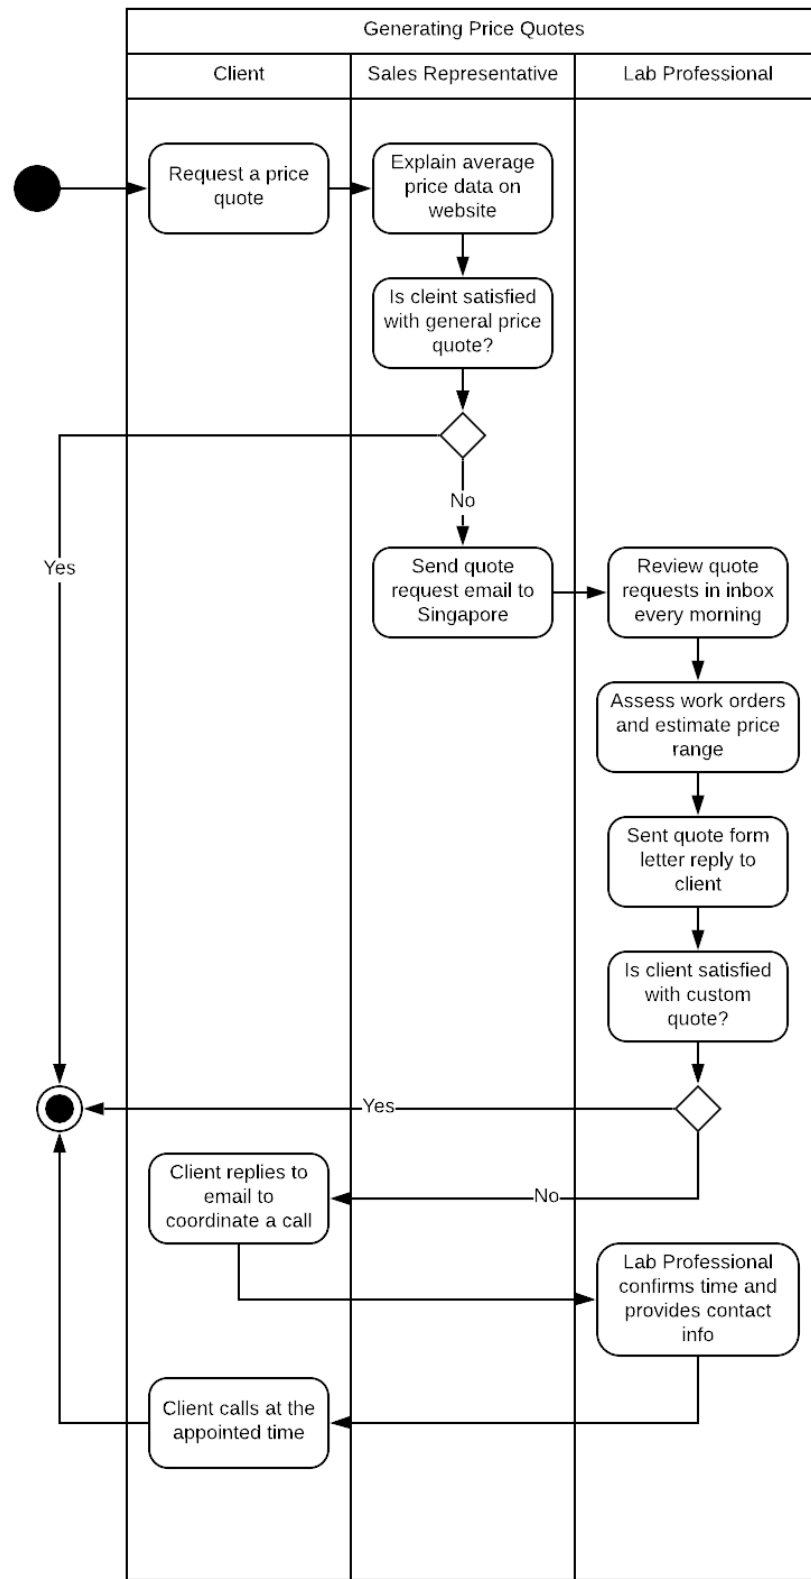 Generating Price Quotes
Client
Sales Representative
Lab Professional
Request a price
quote
Explain average
price data on
website
Is cleint satisfied
with general price
quote?
No
Yes
Send quote
request email to
Singapore
Review quote
requests in inbox
every morning
Assess work orders
and estimate price
range
Sent quote form
letter reply to
client
Is client satisfied
with custom
quote?
Yes
No
Client replies to
email to
coordinate a call
Lab Professional
confirms time and
provides contact
info
Client calls at the
appointed time